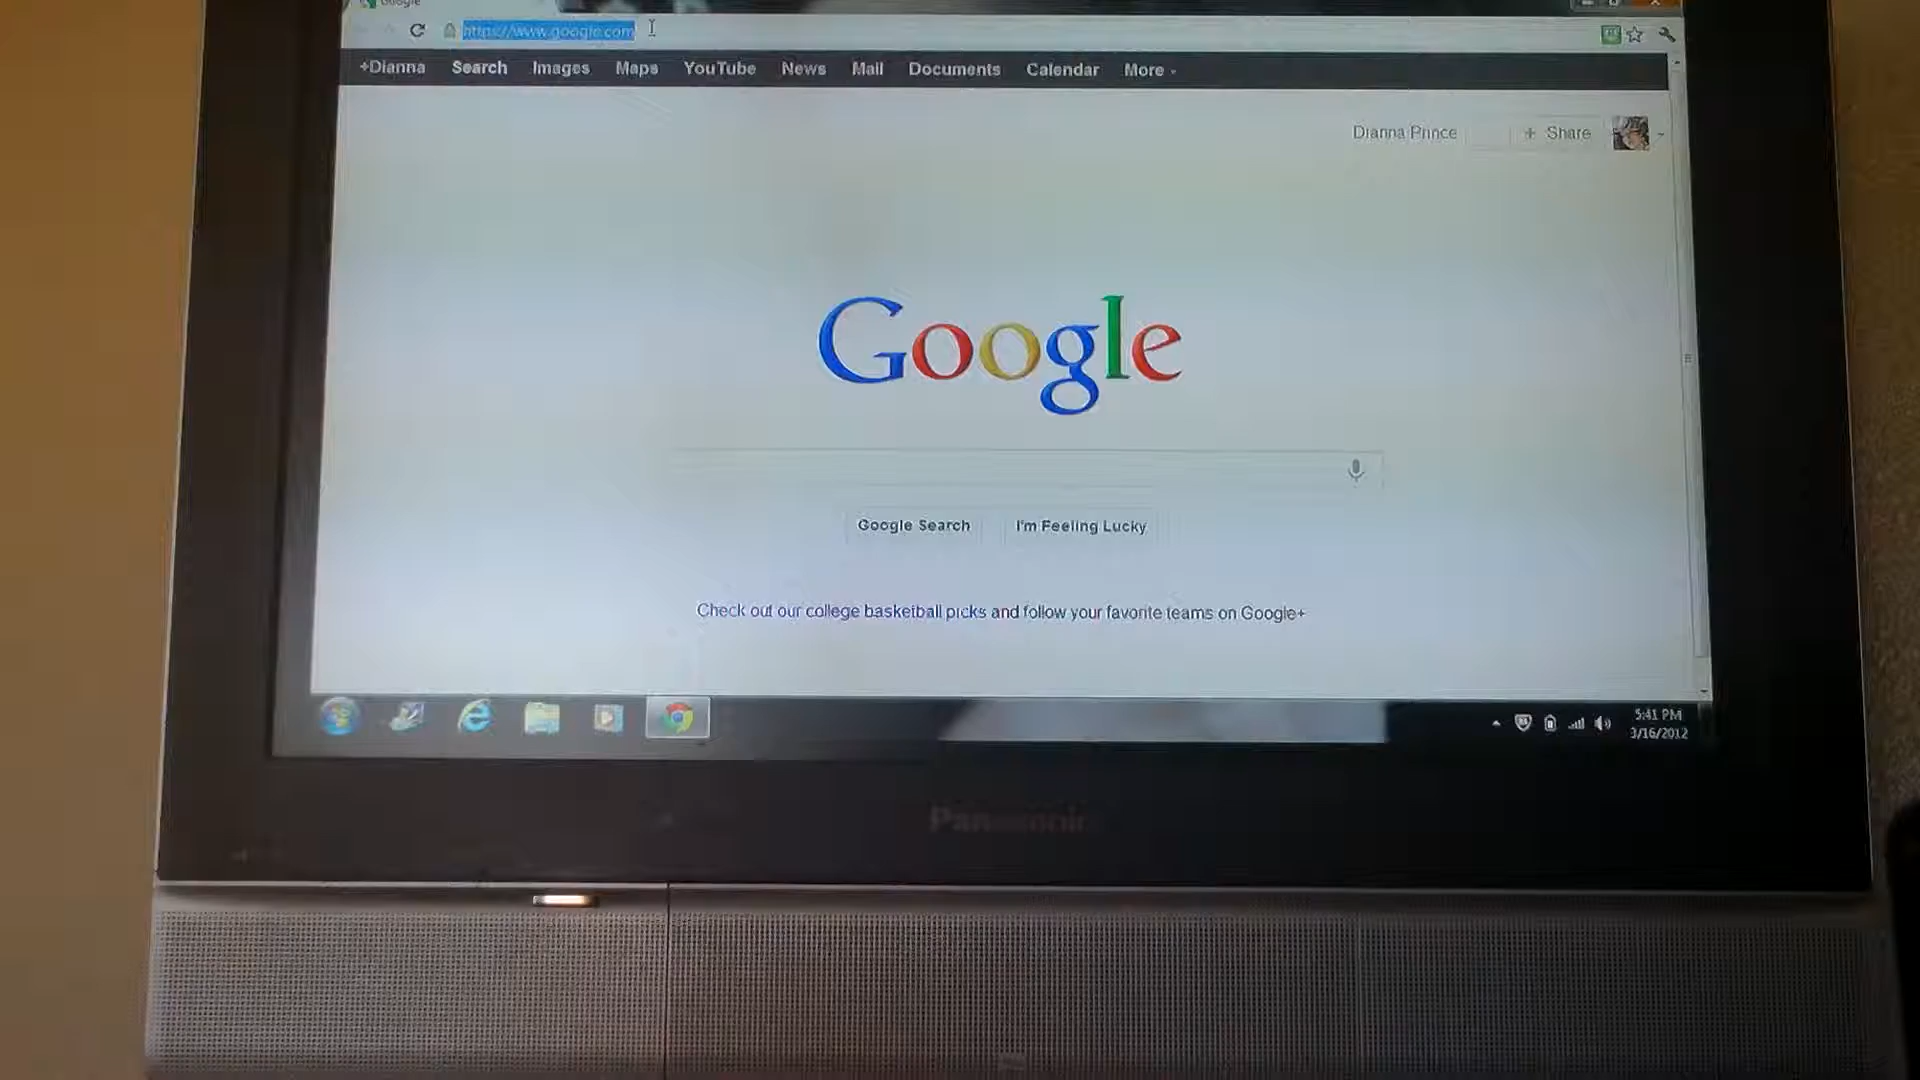 Google
https://www.google.com
+Dianna Search Images Maps YouTube News Mail Documents Calendar More
Dianna Prince + Share
Google
Google Search I'm Feeling Lucky
Check out our college basketball picks and follow your favorite teams on Google+
5:41 PM
3/16/2012
Panasonic